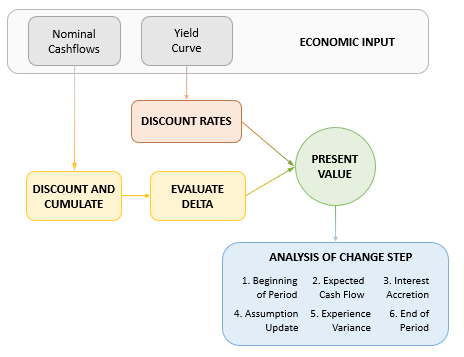 Nominal
Cashflows
Yield
Curve
ECONOMIC INPUT
DISCOUNT RATES
PRESENT
VALUE
DISCOUNT AND
CUMULATE
EVALUATE
DELTA
ANALYSIS OF CHANGE STEP
1. Beginning
of Period
2. Expected
Cash Flow
3. Interest
Accretion
4. Assumption
Update
5. Experience
Variance
6. End of
Period